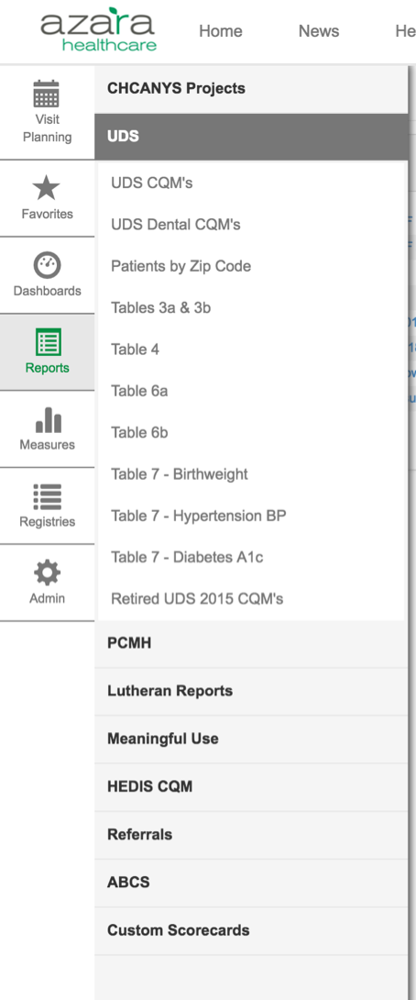 azara
healthcare
Home
News
He
Visit
Planning
Favorites
Dashboards
Reports
Measures
Registries
Admin
CHCANYS Projects
UDS
UDS CQM's
UDS Dental CQM's
Patients by Zip Code
Tables 3a & 3b
Table 4
Table 6a
Table 6b
Table 7 - Birthweight
Table 7 - Hypertension BP
Table 7 - Diabetes A1c
Retired UDS 2015 CQM's
PCMH
Lutheran Reports
Meaningful Use
HEDIS CQM
Referrals
ABCS
Custom Scorecards